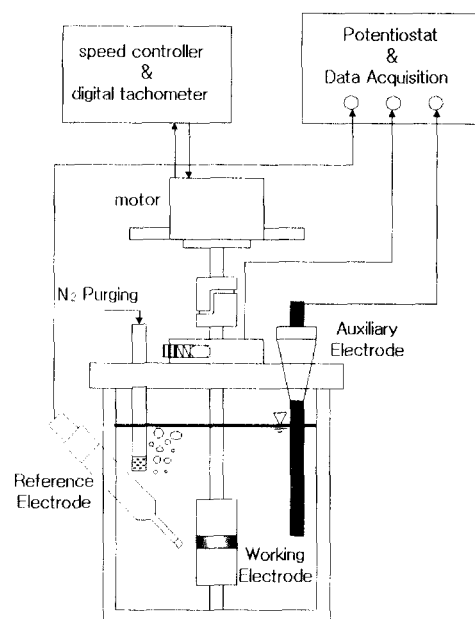 speed controller
&
digital tachometer
Potentiostat
&
Data Acquisition
motor
N₂ Purging
Auxiliary
Electrode
Reference
Electrode
Working
Electrode